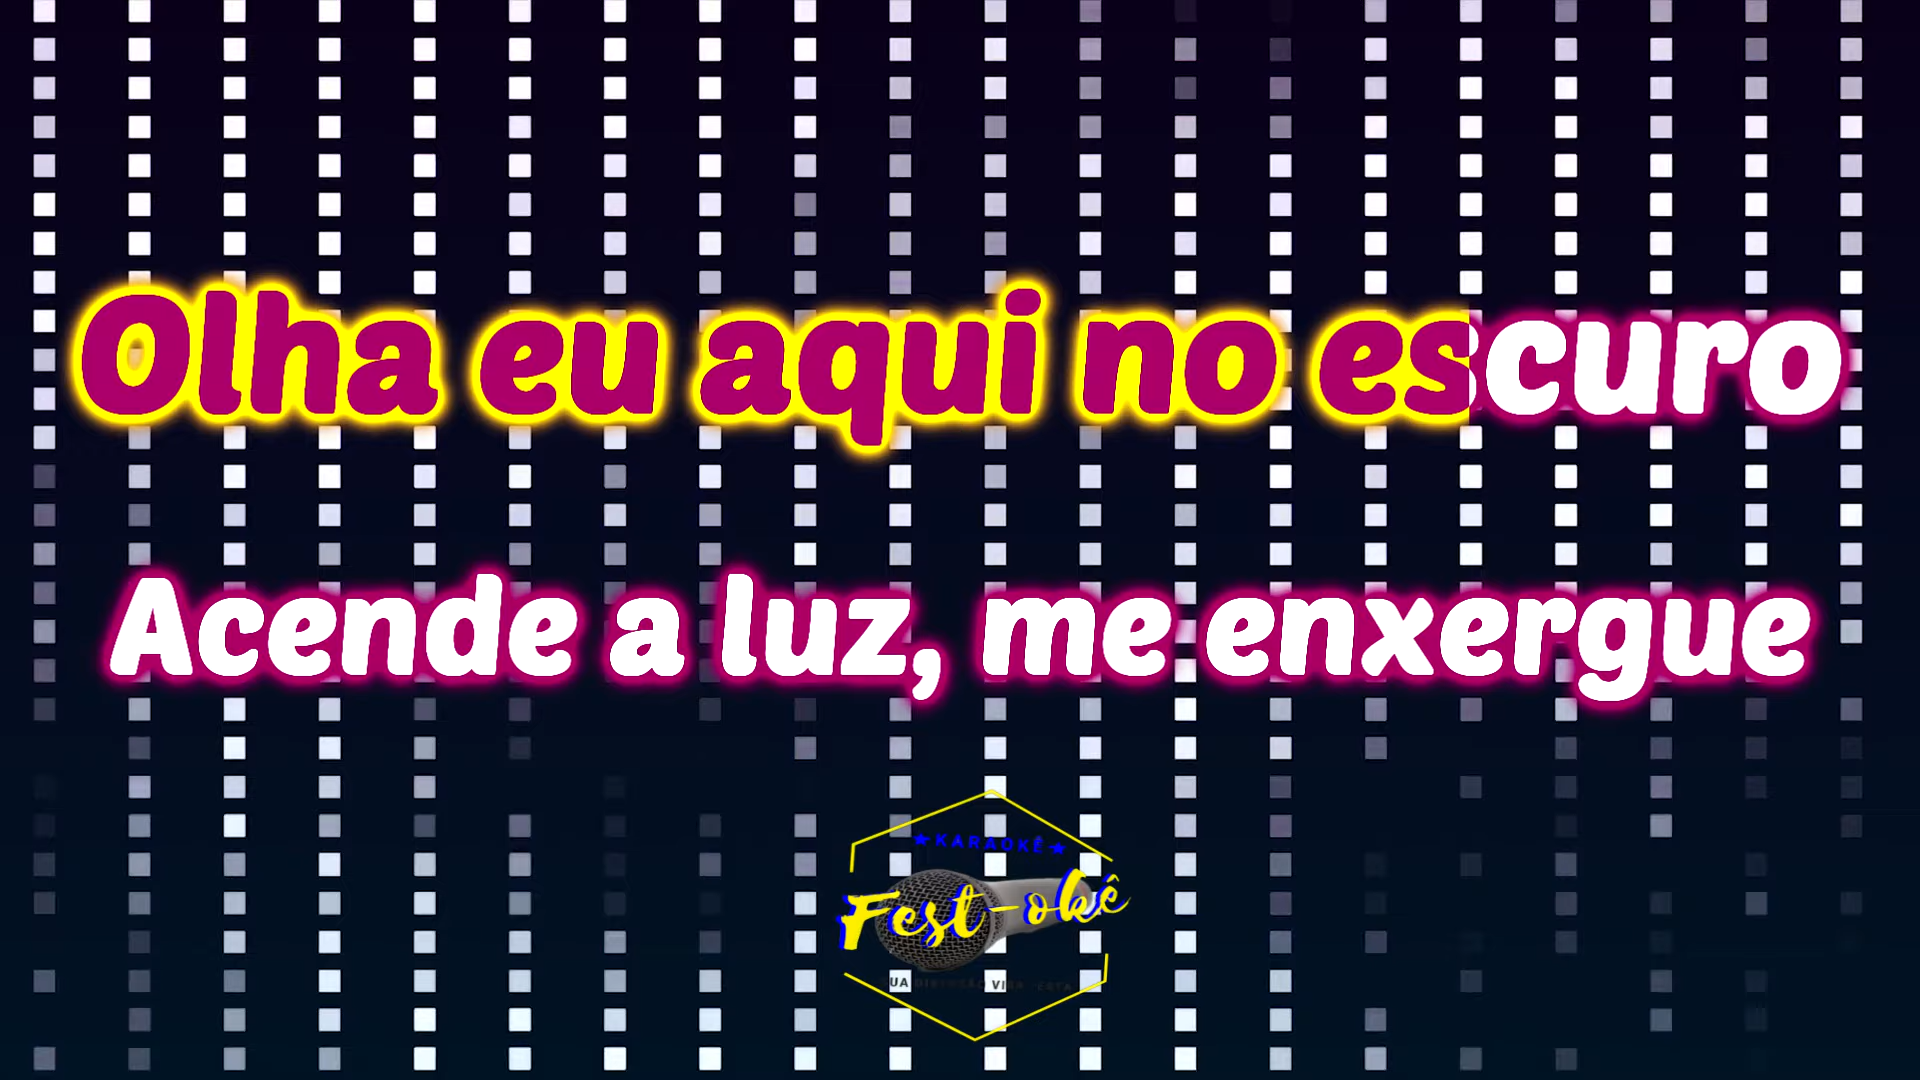 Olha eu aqui no escuro
Acende a luz, me enxergue
★KARAOKÊ★
Fest-okê